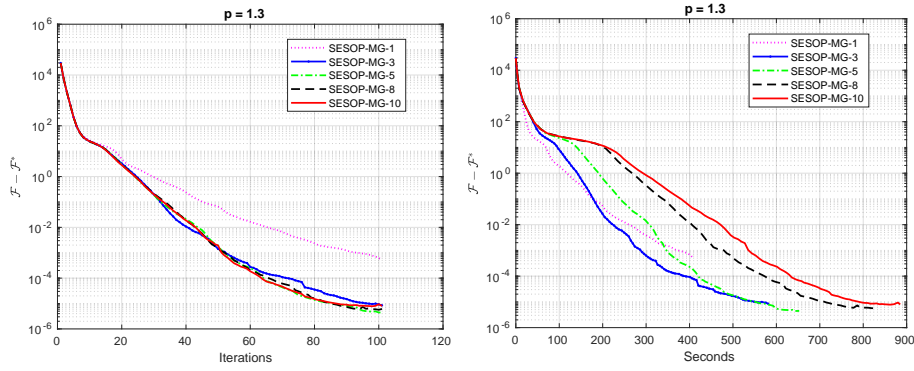 p = 1.3
10^6
10^4
10^2
10^0
10^-2
10^-4
10^-6
F − F*
SESOP-MG-1
SESOP-MG-3
SESOP-MG-5
SESOP-MG-8
SESOP-MG-10
0 20 40 60 80 100 120
Iterations
p = 1.3
10^6
10^4
10^2
10^0
10^-2
10^-4
10^-6
F − F*
SESOP-MG-1
SESOP-MG-3
SESOP-MG-5
SESOP-MG-8
SESOP-MG-10
0 100 200 300 400 500 600 700 800 900
Seconds